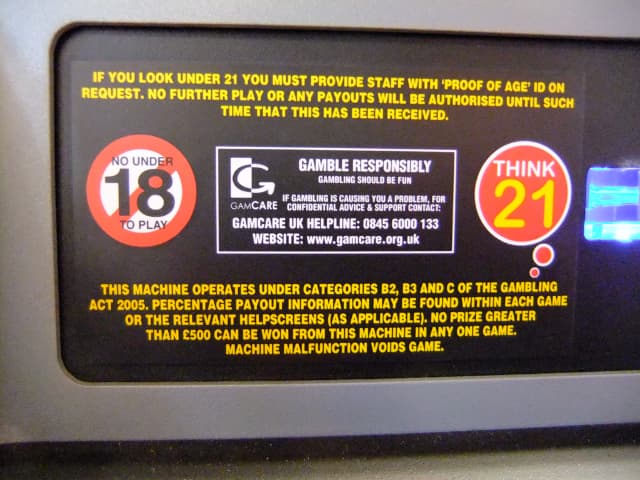 IF YOU LOOK UNDER 21 YOU MUST PROVIDE STAFF WITH 'PROOF OF AGE' ID ON
REQUEST. NO FURTHER PLAY OR ANY PAYOUTS WILL BE AUTHORISED UNTIL SUCH
TIME THAT THIS HAS BEEN RECEIVED.
NO UNDER
18
TO PLAY
GAMCARE
GAMBLE RESPONSIBLY
GAMBLING SHOULD BE FUN
IF GAMBLING IS CAUSING YOU A PROBLEM, FOR
CONFIDENTIAL ADVICE & SUPPORT CONTACT:
GAMCARE UK HELPLINE: 0845 6000 133
WEBSITE: www.gamcare.org.uk
THINK
21
THIS MACHINE OPERATES UNDER CATEGORIES B2, B3 AND C OF THE GAMBLING
ACT 2005. PERCENTAGE PAYOUT INFORMATION MAY BE FOUND WITHIN EACH GAME
OR THE RELEVANT HELPSCREENS (AS APPLICABLE). NO PRIZE GREATER
THAN £500 CAN BE WON FROM THIS MACHINE IN ANY ONE GAME.
MACHINE MALFUNCTION VOIDS GAME.